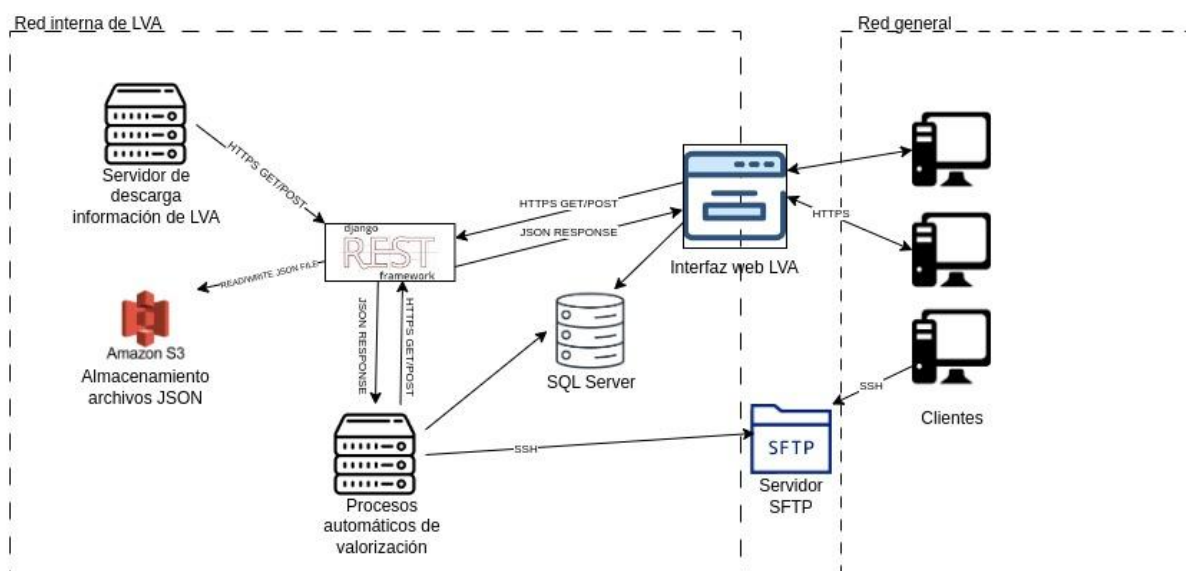 Red interna de LVA
Red general
Servidor de
descarga
información de LVA
HTTPS GET/POST
django
REST
framework
READ/WRITE JSON FILE
Amazon S3
Almacenamiento
archivos JSON
JSON RESPONSE
HTTPS GET/POST
Procesos
automáticos de
valorización
HTTPS GET/POST
JSON RESPONSE
Interfaz web LVA
SQL Server
SSH
SFTP
Servidor
SFTP
HTTPS
SSH
Clientes